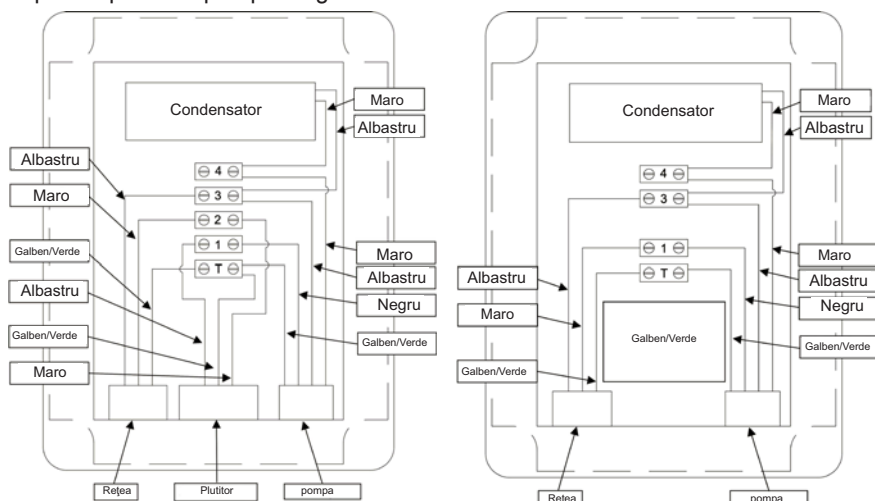 Condensator
Maro
Albastru
Albastru
Maro
Galben/Verde
Albastru
Galben/Verde
Maro
4
3
2
1
T
Maro
Albastru
Negru
Galben/Verde
Rețea
Plutitor
pompa
Condensator
Maro
Albastru
4
3
1
T
Albastru
Maro
Galben/Verde
Galben/Verde
Maro
Albastru
Negru
Galben/Verde
Rețea
pompa